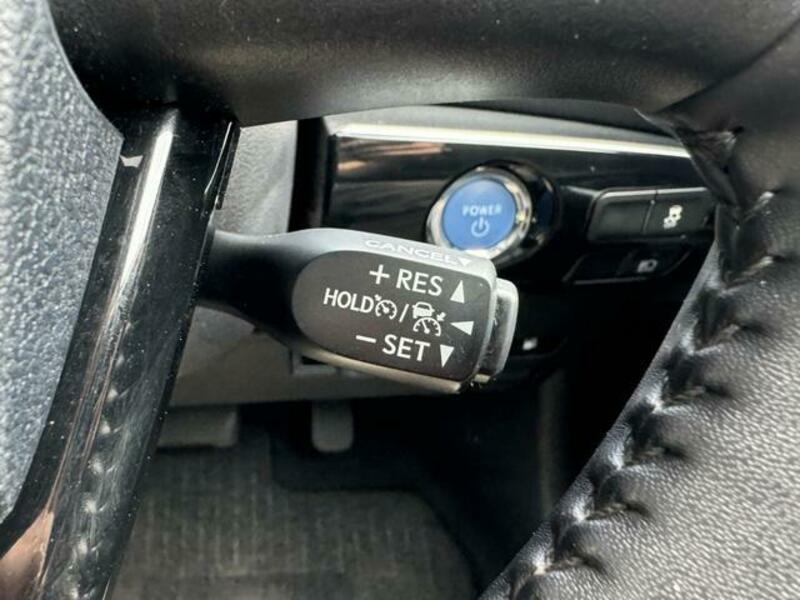 POWER
CANCEL▼
+ RES ▲
HOLD / ◀
− SET ▼